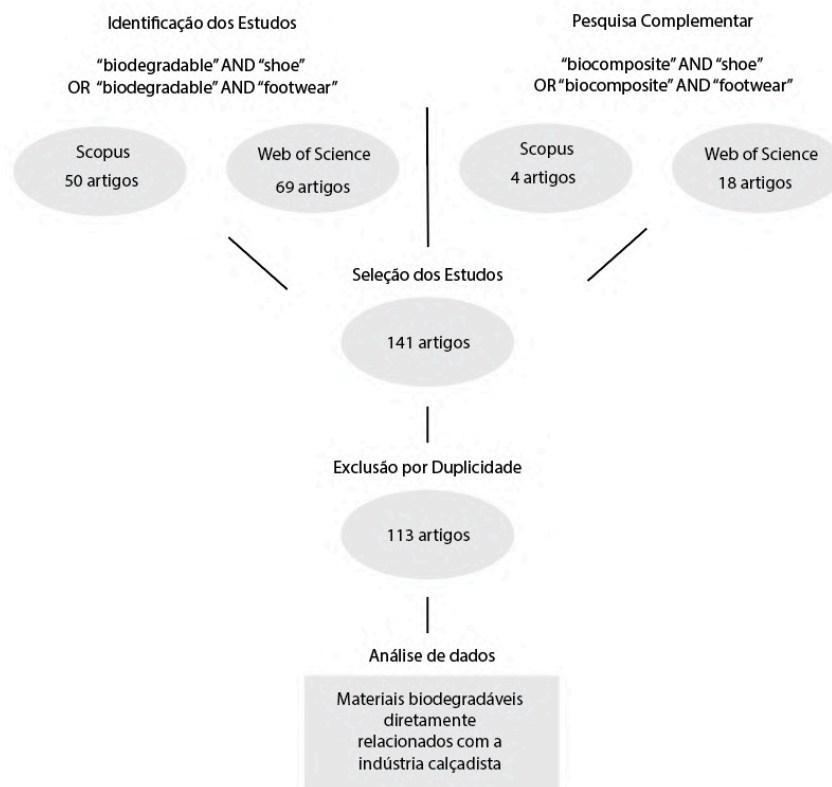 Identificação dos Estudos
"biodegradable" AND "shoe"
OR "biodegradable" AND "footwear"
Scopus
50 artigos
Web of Science
69 artigos
Pesquisa Complementar
"biocomposite" AND "shoe"
OR "biocomposite" AND "footwear"
Scopus
4 artigos
Web of Science
18 artigos
Seleção dos Estudos
141 artigos
Exclusão por Duplicidade
113 artigos
Análise de dados
Materiais biodegradáveis
diretamente
relacionados com a
indústria calçadista